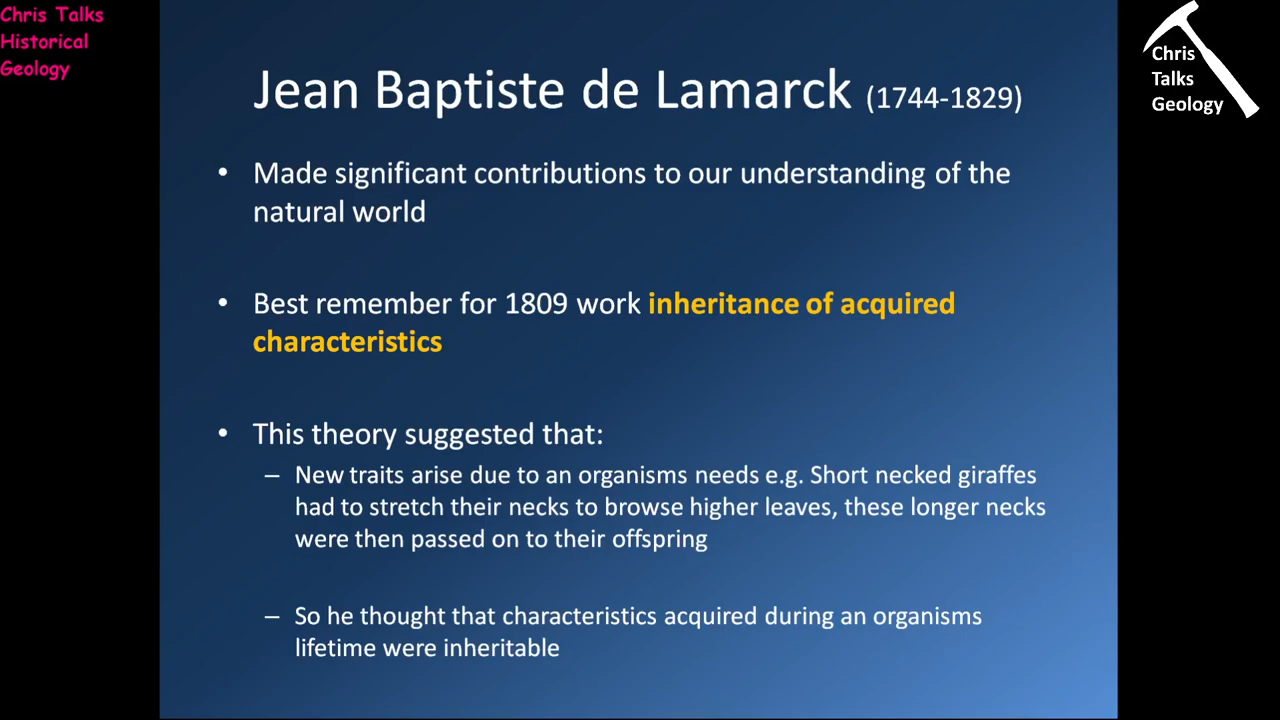 Chris Talks
Historical
Geology
Chris
Talks
Geology
Jean Baptiste de Lamarck (1744-1829)
• Made significant contributions to our understanding of the
natural world
• Best remember for 1809 work inheritance of acquired
characteristics
• This theory suggested that:
– New traits arise due to an organisms needs e.g. Short necked giraffes
had to stretch their necks to browse higher leaves, these longer necks
were then passed on to their offspring
– So he thought that characteristics acquired during an organisms
lifetime were inheritable